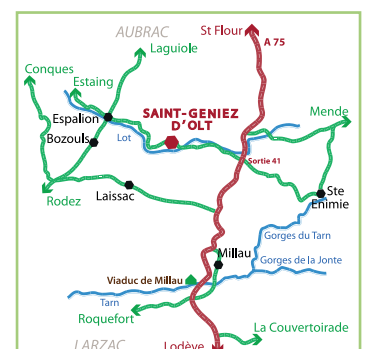 AUBRAC
St Flour
A 75
Laguiole
Conques
Estaing
Espalion
SAINT-GENIEZ
D'OLT
Mende
Bozouls
Lot
Sortie 41
Rodez
Laissac
Ste
Enimie
Gorges du Tarn
Millau
Gorges de la Jonte
Viaduc de Millau
Tarn
Roquefort
La Couvertoirade
LARZAC
Lodève